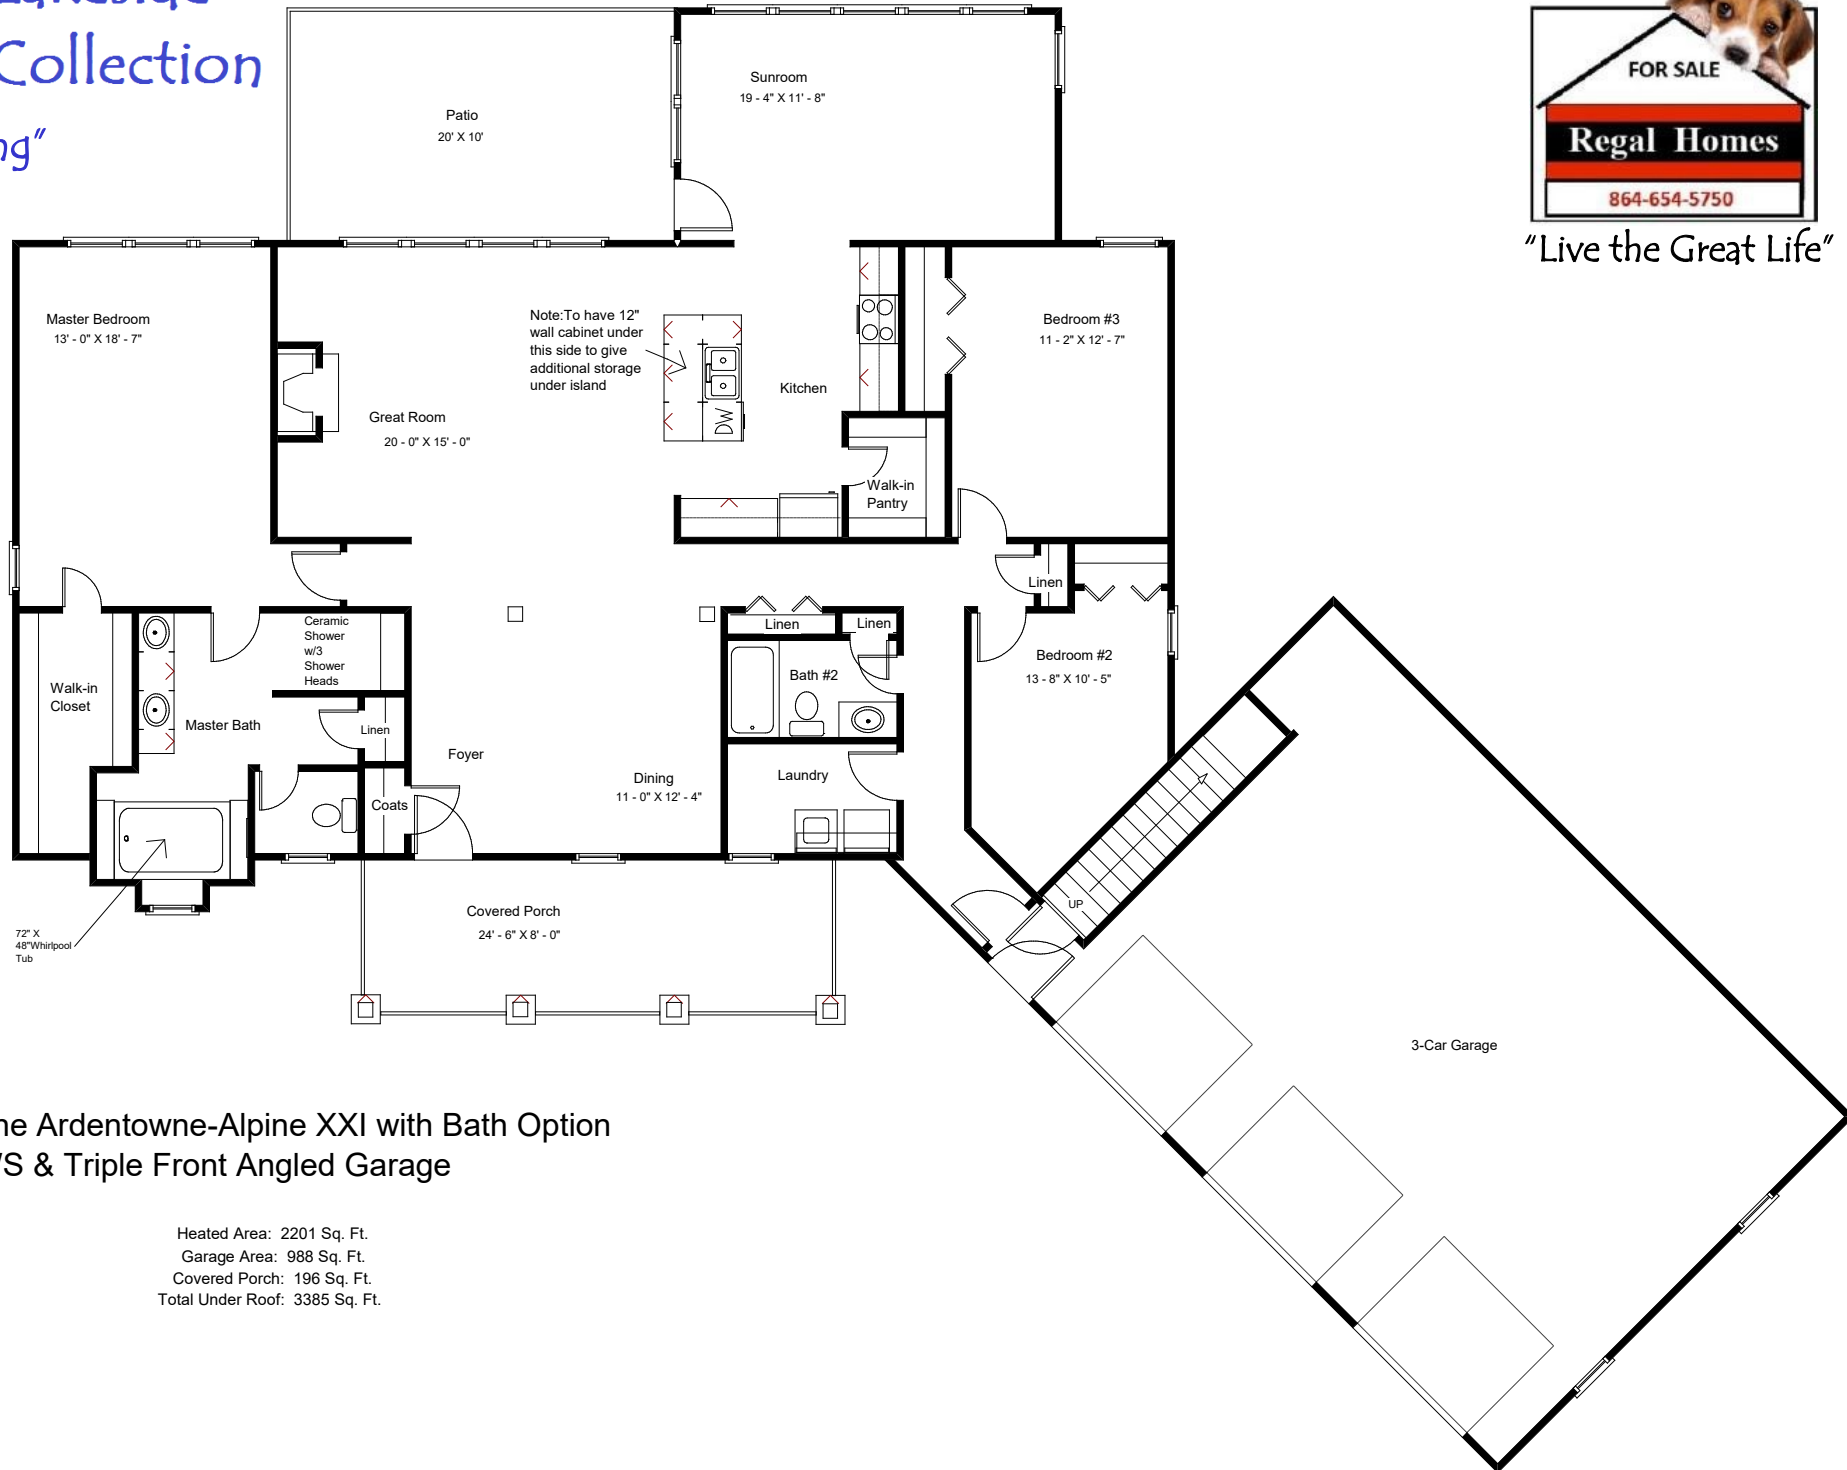 Collection
FOR SALE
Regal Homes
864-654-5750
"Live the Great Life"
Patio
20' X 10'
Sunroom
19 - 4" X 11' - 8"
Master Bedroom
13' - 0" X 18' - 7"
Note:To have 12"
wall cabinet under
this side to give
additional storage
under island
Kitchen
Great Room
20 - 0" X 15' - 0"
DW
Bedroom #3
11 - 2" X 12' - 7"
Walk-in
Pantry
Linen
Ceramic
Shower
w/3
Shower
Heads
Linen
Linen
Bedroom #2
13 - 8" X 10' - 5"
Bath #2
Walk-in
Closet
Master Bath
Linen
Foyer
Dining
11 - 0" X 12' - 4"
Laundry
Coats
UP
Covered Porch
24' - 6" X 8' - 0"
72" X
48"Whirlpool
Tub
3-Car Garage
Ardentowne-Alpine XXI with Bath Option
& Triple Front Angled Garage
Heated Area: 2201 Sq. Ft.
Garage Area: 988 Sq. Ft.
Covered Porch: 196 Sq. Ft.
Total Under Roof: 3385 Sq. Ft.